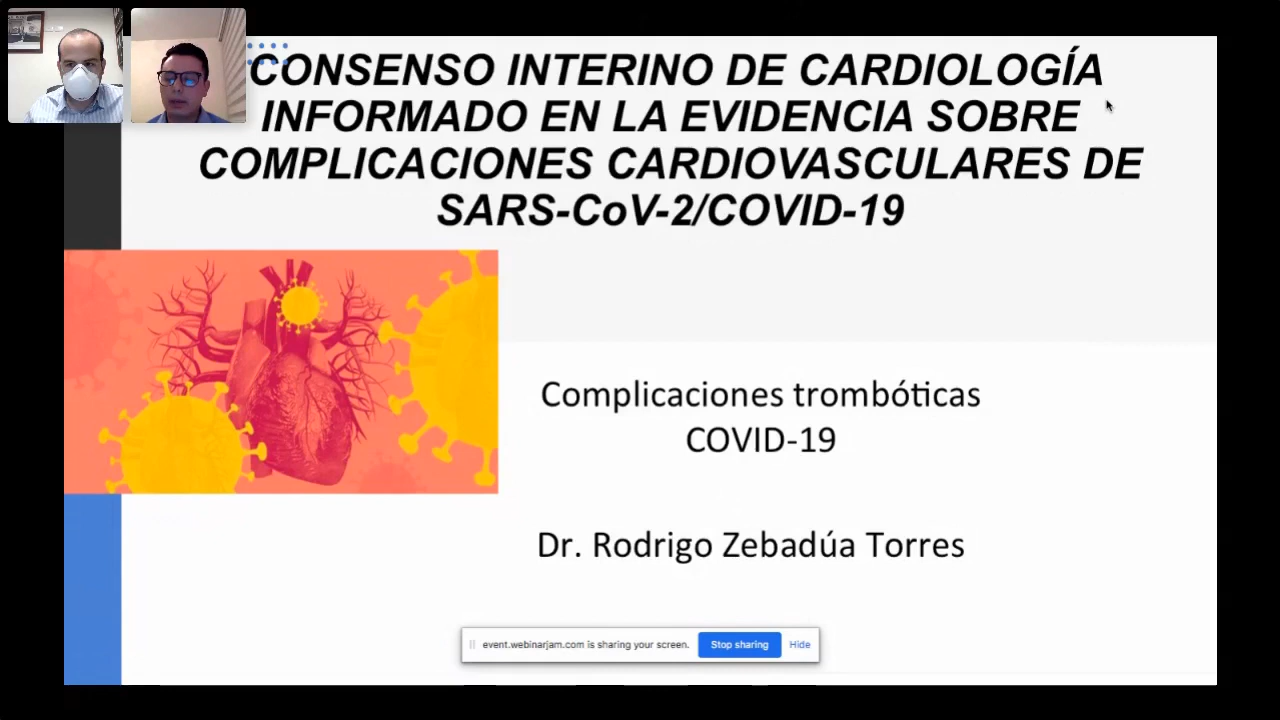 CONSENSO INTERINO DE CARDIOLOGÍA
INFORMADO EN LA EVIDENCIA SOBRE
COMPLICACIONES CARDIOVASCULARES DE
SARS-CoV-2/COVID-19
Complicaciones trombóticas
COVID-19
Dr. Rodrigo Zebadúa Torres
event.webinarjam.com is sharing your screen. Stop sharing Hide